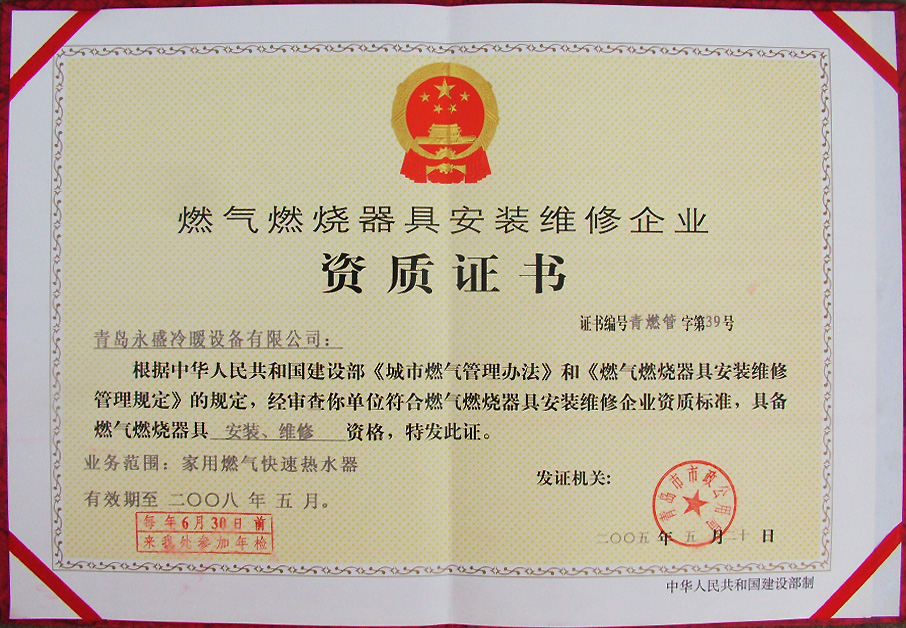 燃气燃烧器具安装维修企业
资质证书
证书编号青燃管字第39号
青岛永盛冷暖设备有限公司：
根据中华人民共和国建设部《城市燃气管理办法》和《燃气燃烧器具安装维修
管理规定》的规定，经审查你单位符合燃气燃烧器具安装维修企业资质标准，具备
燃气燃烧器具 安装、维修 资格，特发此证。
业务范围：家用燃气快速热水器
有效期至 二〇〇八 年 五 月。
发证机关：
青岛市市政公用局
每年6月30日前
来我处参加年检
二〇〇五 年 五 月二十 日
中华人民共和国建设部制